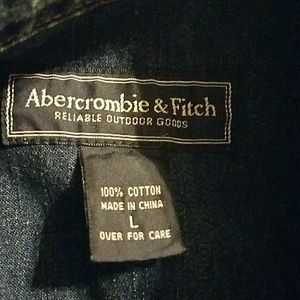 Abercrombie & Fitch
RELIABLE OUTDOOR GOODS
100% COTTON
MADE IN CHINA
L
OVER FOR CARE